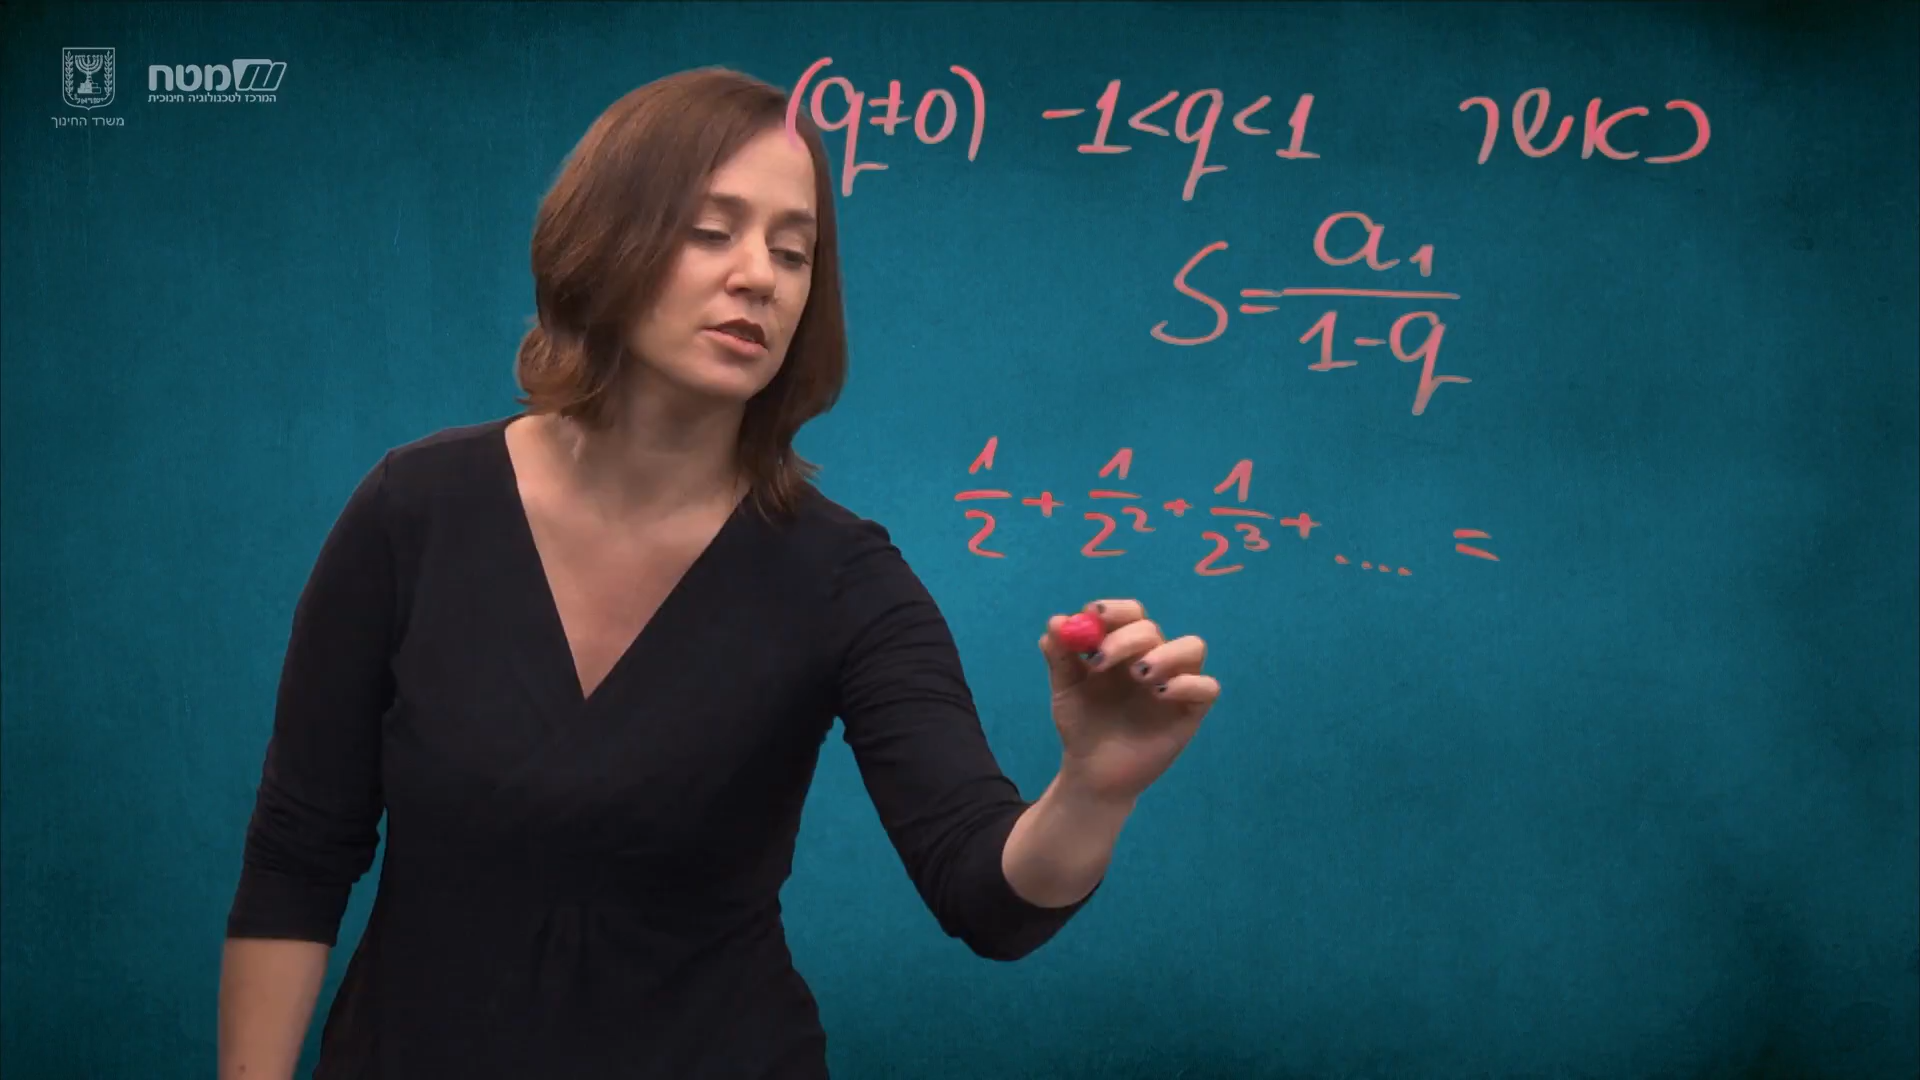 משרד החינוך
מטח
המרכז לטכנולוגיה חינוכית
כאשר -1<q<1 (q≠0)
S=a₁/(1-q)
1/2+1/2²+1/2³+.... =